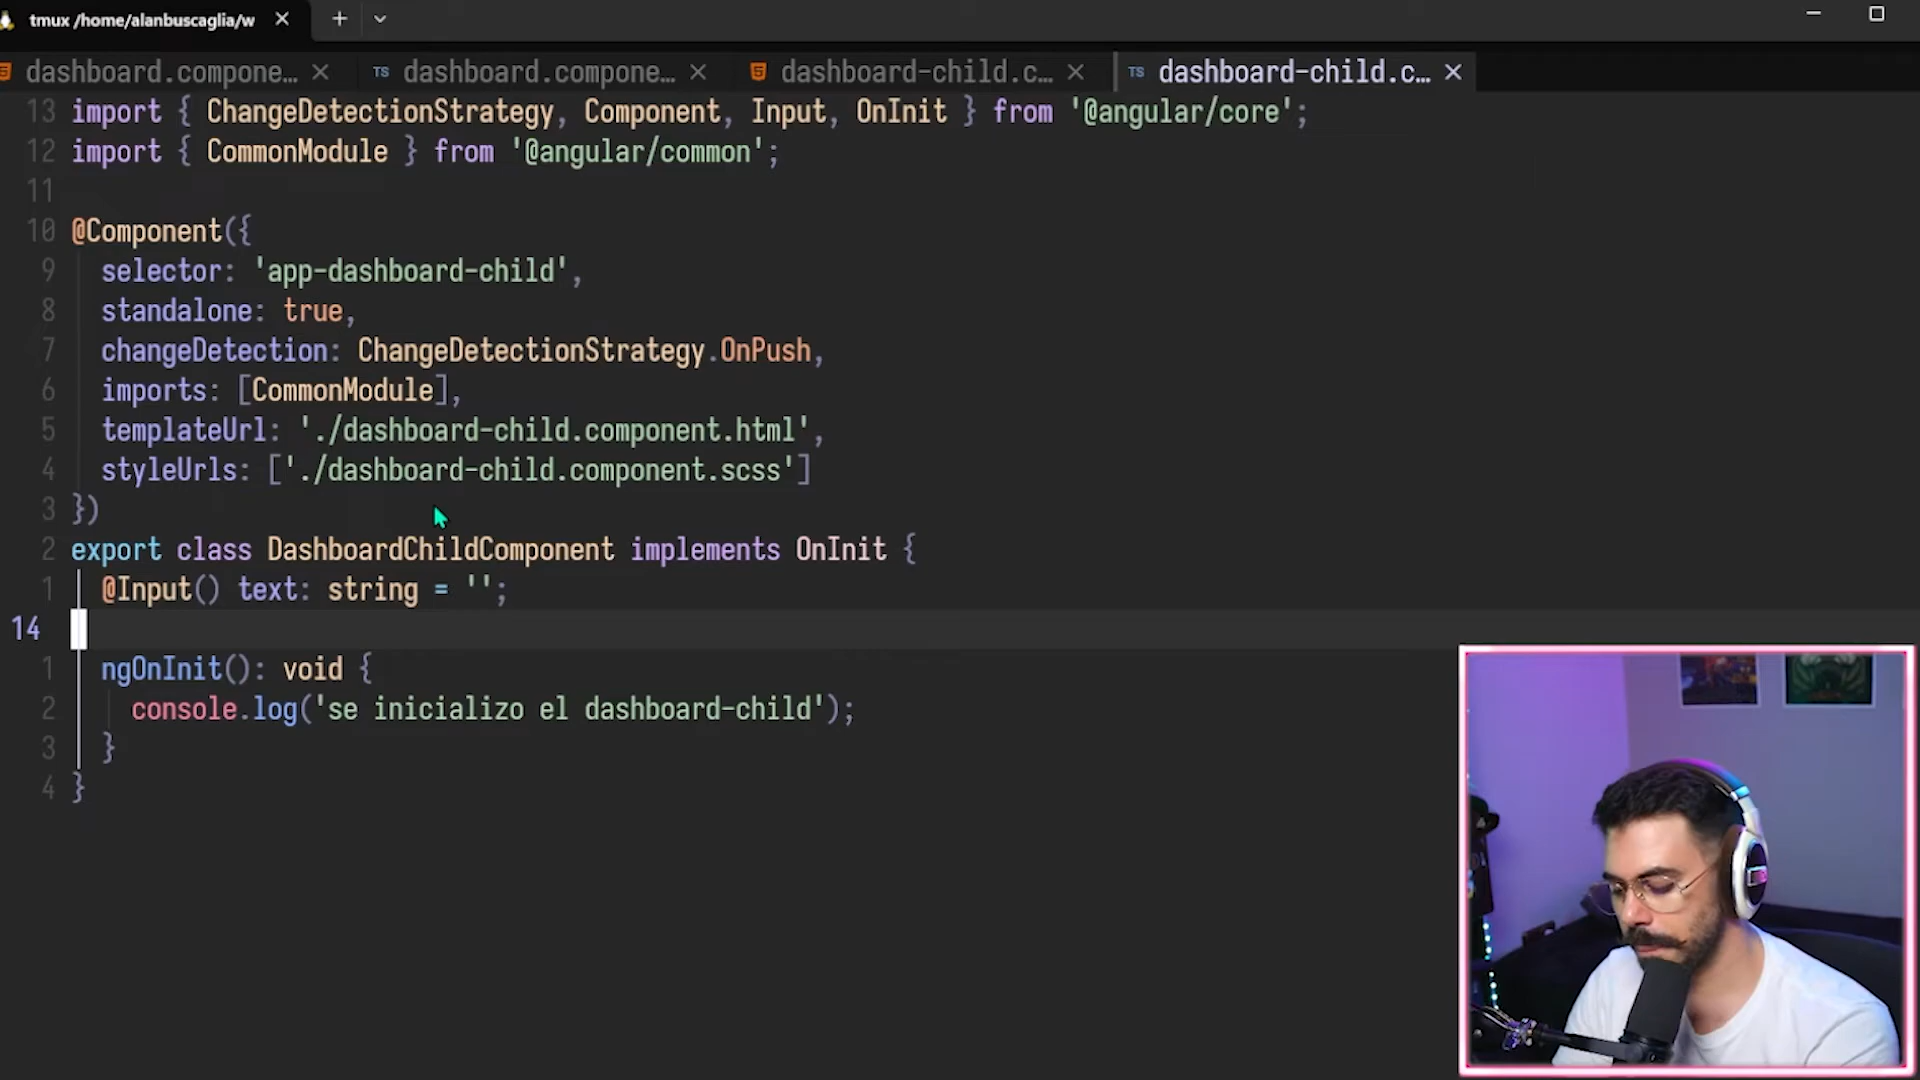 tmux /home/alanbuscaglia/w
dashboard.compone… TS dashboard.compone… dashboard-child.c… TS dashboard-child.c…
13 import { ChangeDetectionStrategy, Component, Input, OnInit } from '@angular/core';
12 import { CommonModule } from '@angular/common';
11
10 @Component({
9 selector: 'app-dashboard-child',
8 standalone: true,
7 changeDetection: ChangeDetectionStrategy.OnPush,
6 imports: [CommonModule],
5 templateUrl: './dashboard-child.component.html',
4 styleUrls: ['./dashboard-child.component.scss']
3 })
2 export class DashboardChildComponent implements OnInit {
1 @Input() text: string = '';
14
1 ngOnInit(): void {
2 console.log('se inicializo el dashboard-child');
3 }
4 }